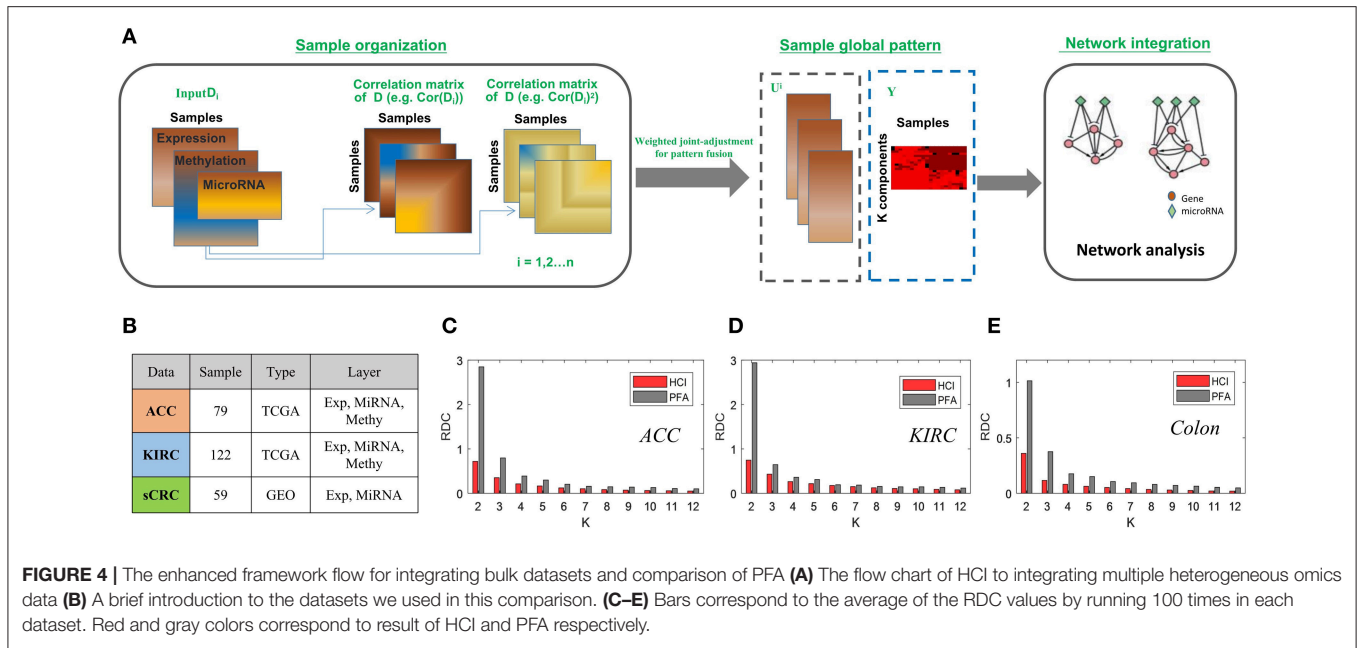 A
Sample organization
Sample global pattern
Network integration
InputDᵢ
Samples
Expression
Methylation
MicroRNA
Correlation matrix
of D (e.g. Cor(Dᵢ))
Samples
Samples
Correlation matrix
of D (e.g. Cor(Dᵢ)²)
Samples
Samples
i = 1,2...n
Weighted joint-adjustment
for pattern fusion
Uⁱ
Y
Samples
K components
Gene
microRNA
Network analysis
B
Data Sample Type Layer
ACC 79 TCGA Exp, MiRNA,
Methy
KIRC 122 TCGA Exp, MiRNA,
Methy
sCRC 59 GEO Exp, MiRNA
C
3
2
1
0
RDC
HCI
PFA
ACC
2 3 4 5 6 7 8 9 10 11 12
K
D
3
2
1
0
RDC
HCI
PFA
KIRC
2 3 4 5 6 7 8 9 10 11 12
K
E
1
0.5
0
RDC
HCI
PFA
Colon
2 3 4 5 6 7 8 9 10 11 12
K
FIGURE 4 | The enhanced framework flow for integrating bulk datasets and comparison of PFA (A) The flow chart of HCI to integrating multiple heterogeneous omics
data (B) A brief introduction to the datasets we used in this comparison. (C–E) Bars correspond to the average of the RDC values by running 100 times in each
dataset. Red and gray colors correspond to result of HCI and PFA respectively.